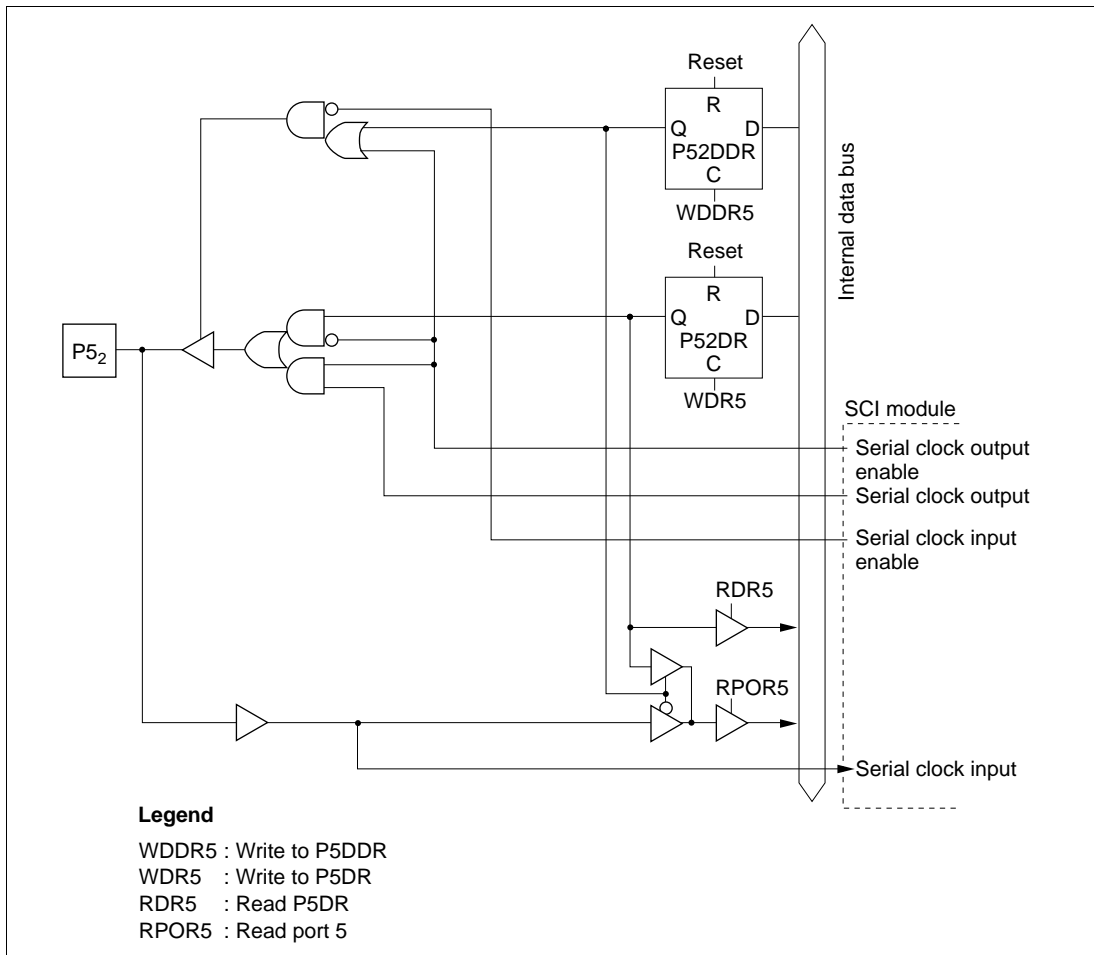 Reset
R
Q D
P52DDR
C
WDDR5
Reset
R
Q D
P52DR
C
WDR5
Internal data bus
P5₂
SCI module
Serial clock output
enable
Serial clock output
Serial clock input
enable
RDR5
RPOR5
Serial clock input
Legend
WDDR5 : Write to P5DDR
WDR5 : Write to P5DR
RDR5 : Read P5DR
RPOR5 : Read port 5